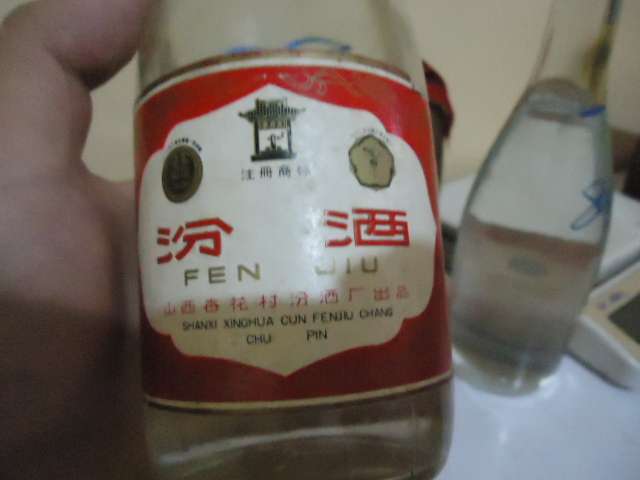 注册商标
汾酒
FEN JIU
山西杏花村汾酒厂出品
SHANXI XINGHUA CUN FENJIU CHANG
CHU PIN